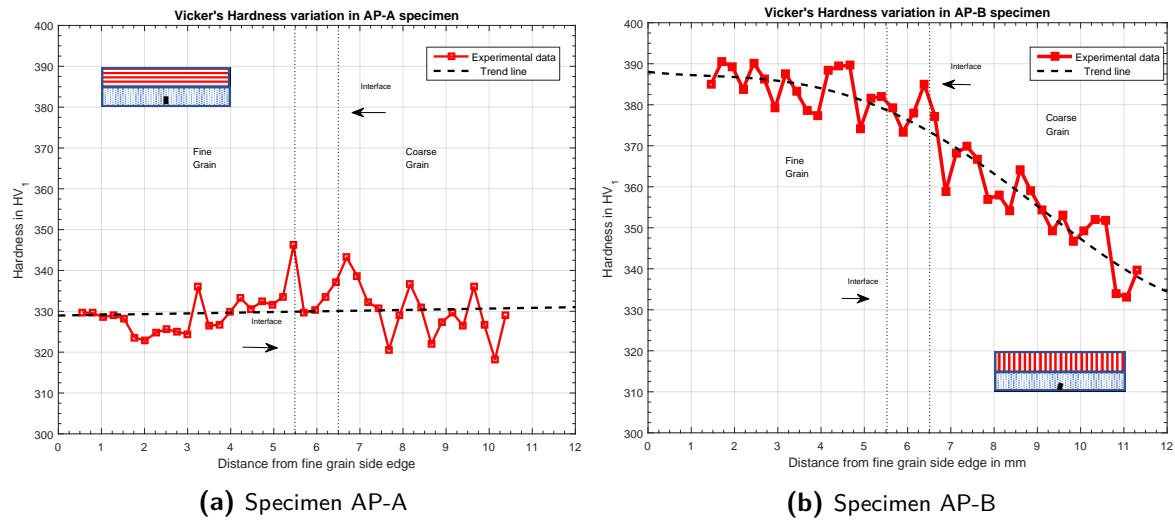 Vicker's Hardness variation in AP-A specimen
Experimental data
Trend line
Interface
Fine
Grain
Coarse
Grain
Interface
Hardness in HV1
400
390
380
370
360
350
340
330
320
310
300
0 1 2 3 4 5 6 7 8 9 10 11 12
Distance from fine grain side edge
(a) Specimen AP-A
Vicker's Hardness variation in AP-B specimen
Experimental data
Trend line
Interface
Coarse
Grain
Fine
Grain
Interface
Hardness in HV1
400
390
380
370
360
350
340
330
320
310
300
0 1 2 3 4 5 6 7 8 9 10 11 12
Distance from fine grain side edge in mm
(b) Specimen AP-B